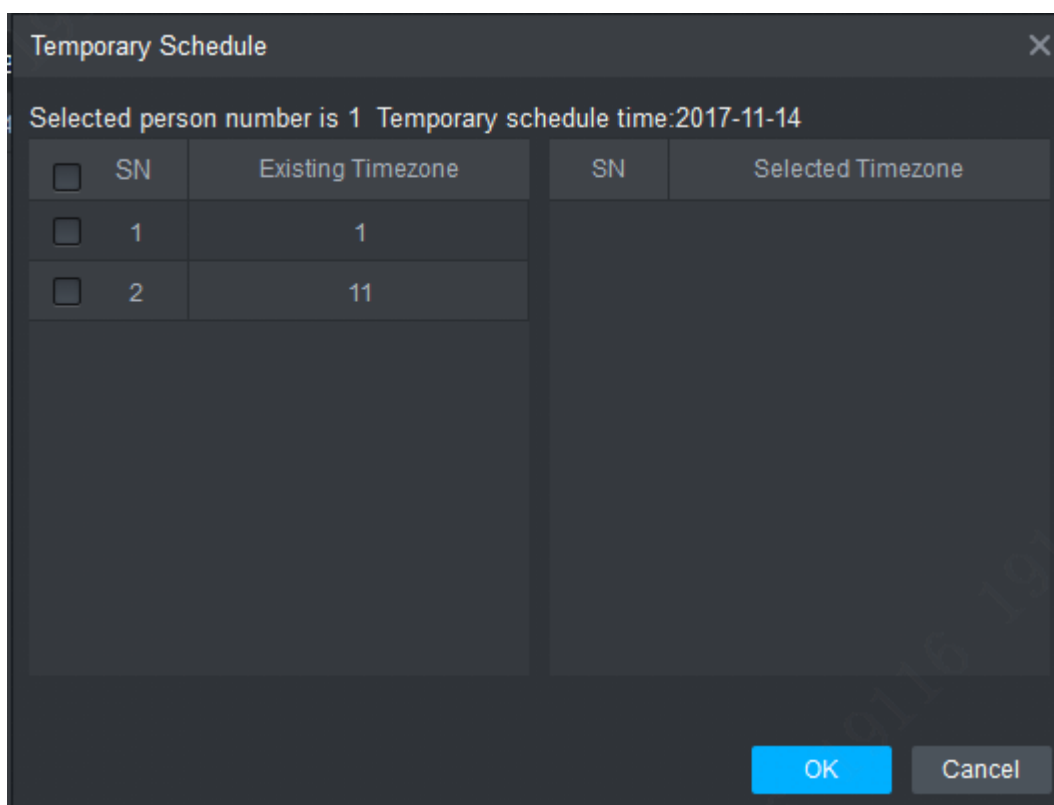 Temporary Schedule
Selected person number is 1 Temporary schedule time:2017-11-14
SN Existing Timezone SN Selected Timezone
1 1
2 11
OK Cancel